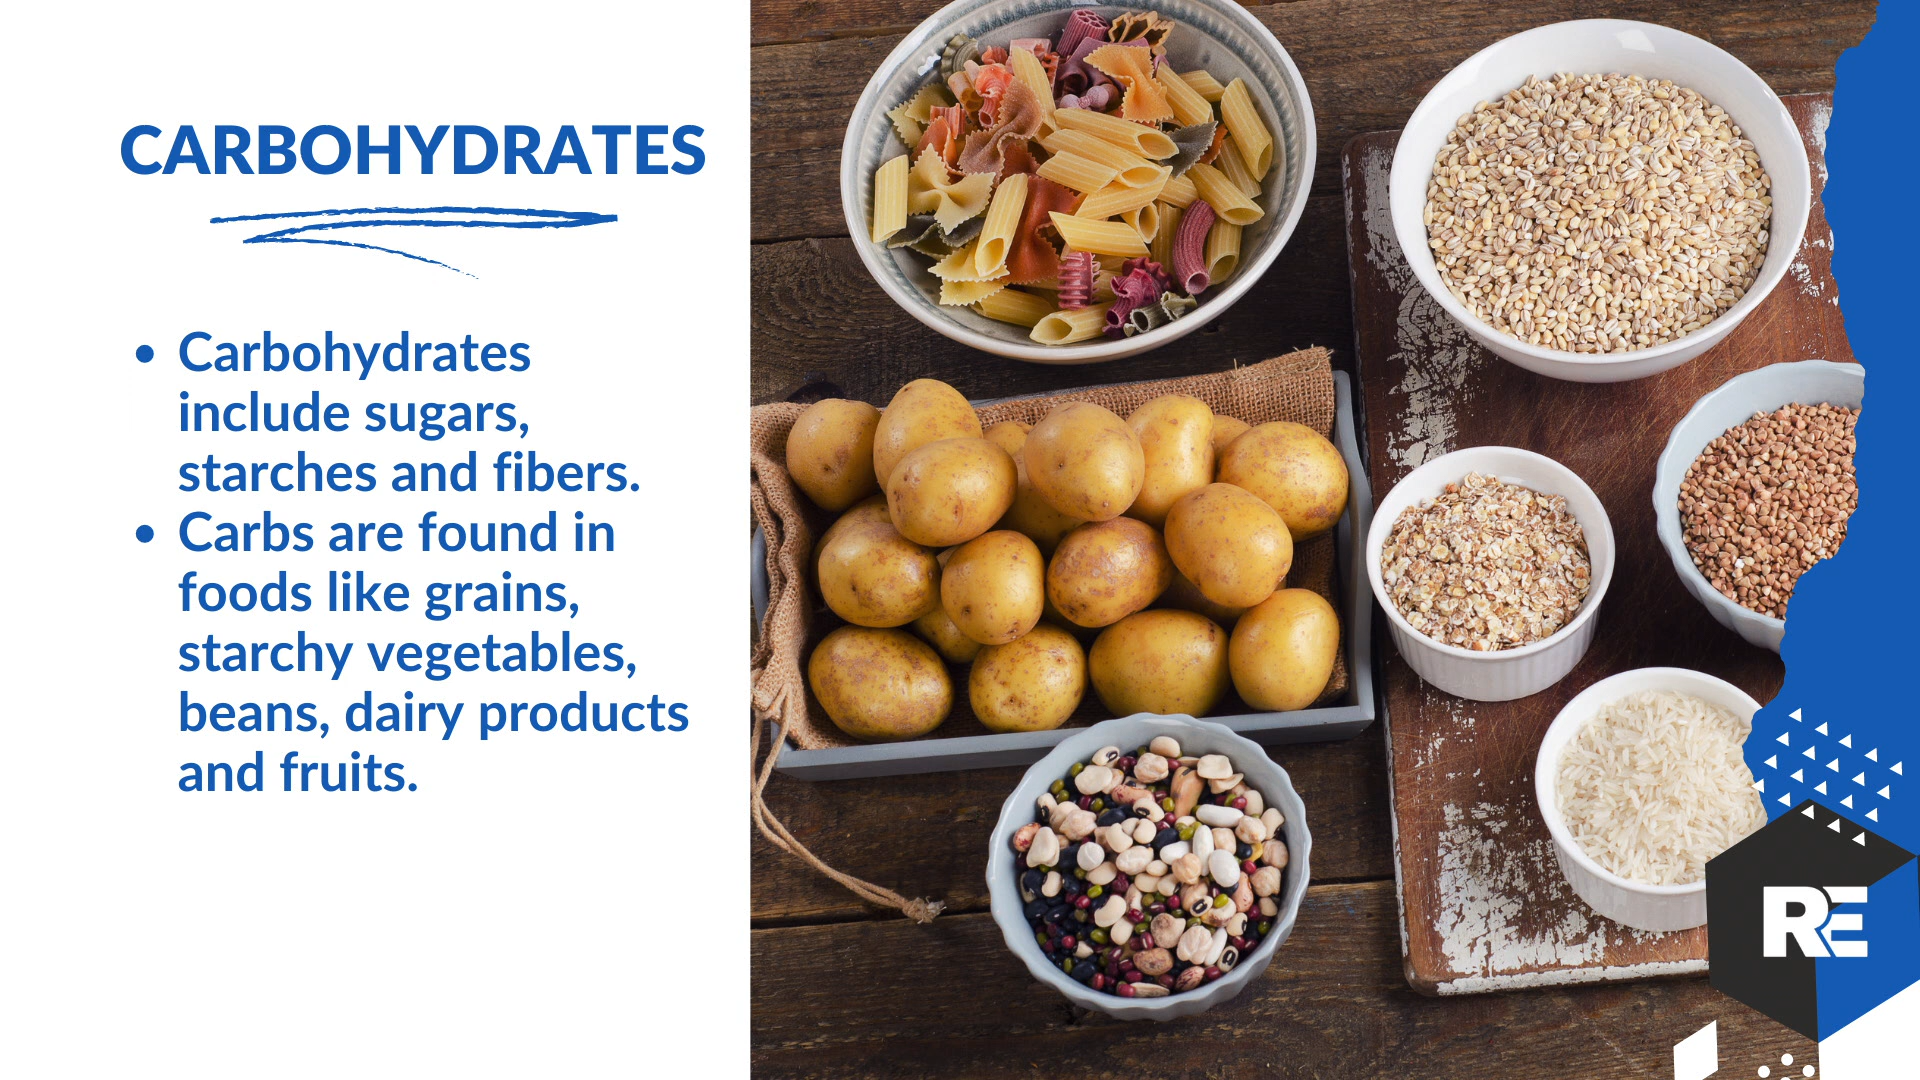 CARBOHYDRATES
• Carbohydrates
include sugars,
starches and fibers.
• Carbs are found in
foods like grains,
starchy vegetables,
beans, dairy products
and fruits.
RE